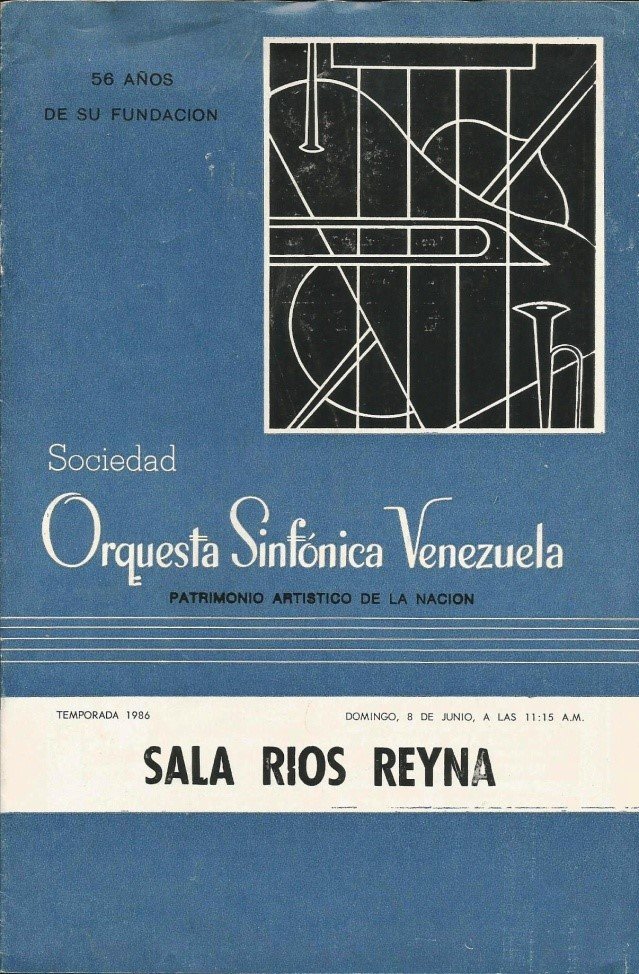 56 AÑOS
DE SU FUNDACION
Sociedad
Orquesta Sinfónica Venezuela
PATRIMONIO ARTISTICO DE LA NACION
TEMPORADA 1986
DOMINGO, 8 DE JUNIO, A LAS 11:15 A.M.
SALA RIOS REYNA